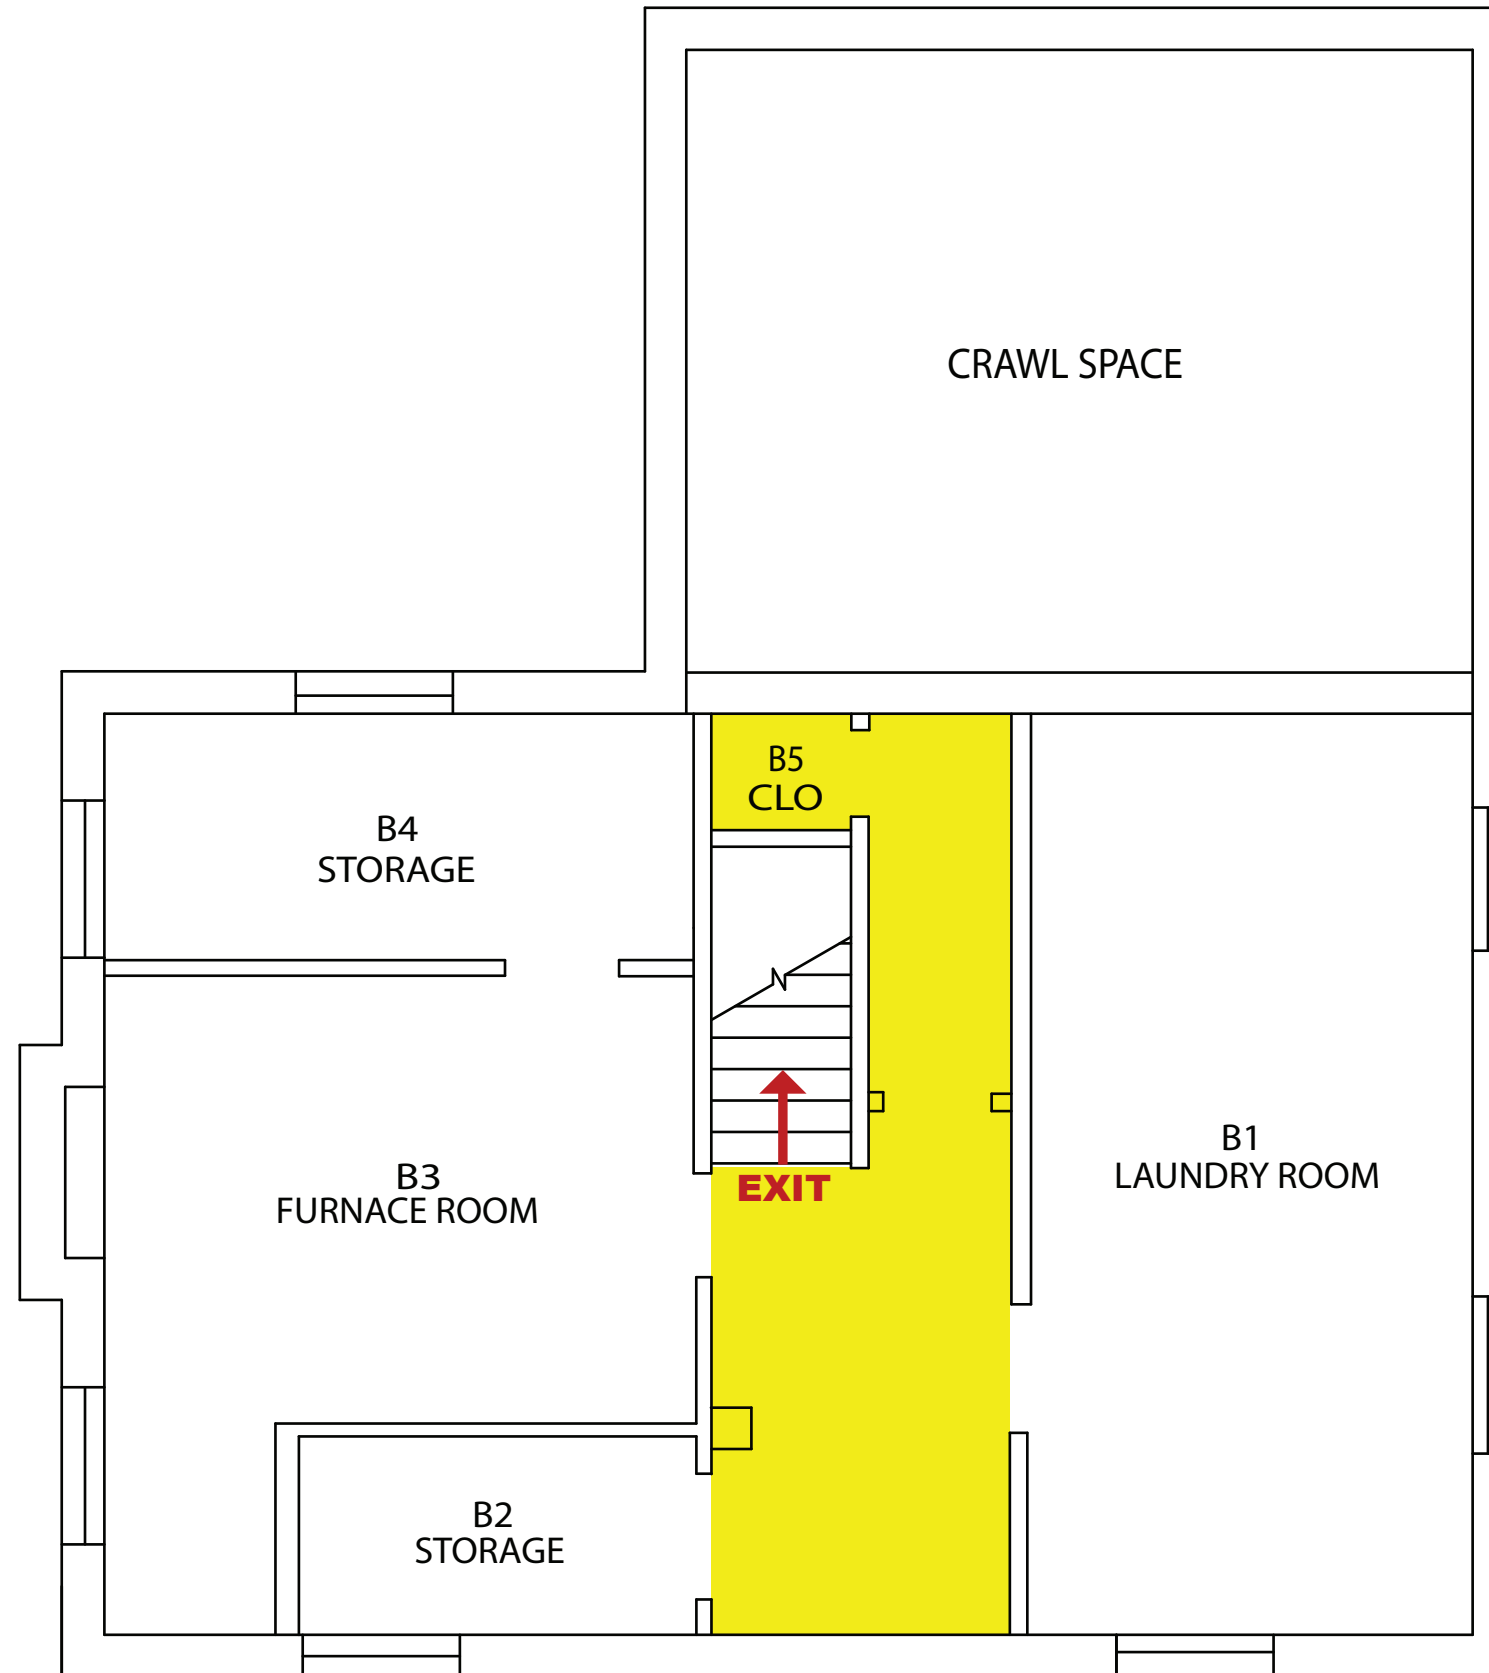 CRAWL SPACE
B5
CLO
B4
STORAGE
B3
FURNACE ROOM
EXIT
B1
LAUNDRY ROOM
B2
STORAGE